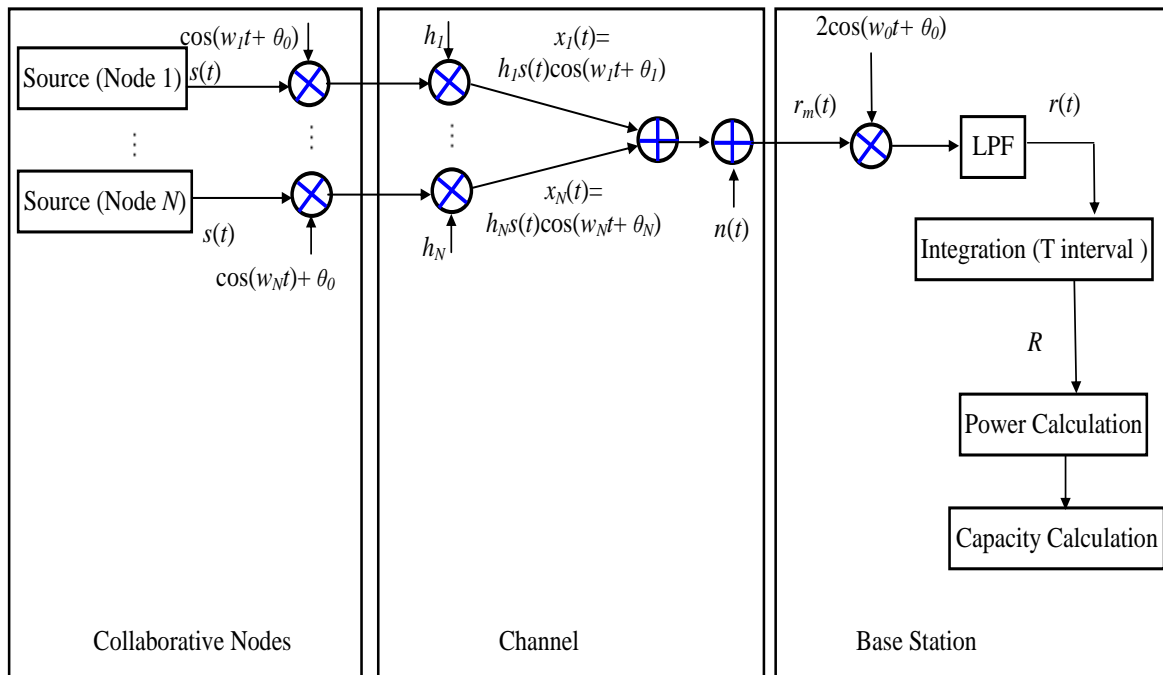 cos(w1t+ θ0)
Source (Node 1)
s(t)
Source (Node N)
s(t)
cos(wNt)+ θ0
Collaborative Nodes
h1
x1(t)=
h1s(t)cos(w1t+ θ1)
hN
xN(t)=
hNs(t)cos(wNt+ θN)
n(t)
Channel
2cos(w0t+ θ0)
rm(t)
LPF
r(t)
Integration (T interval )
R
Power Calculation
Capacity Calculation
Base Station